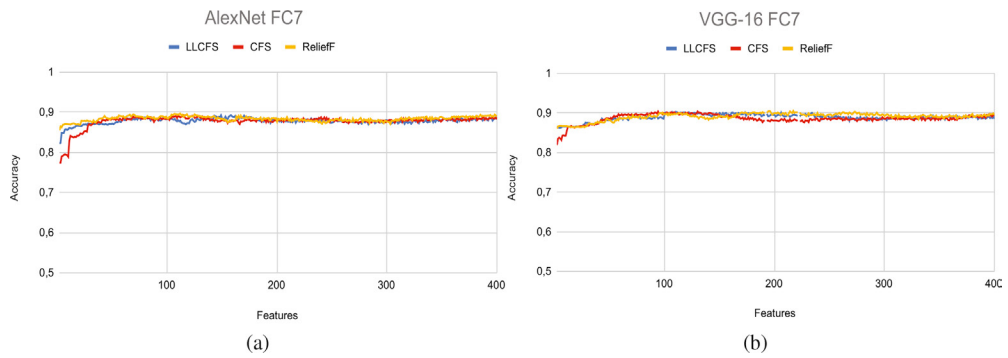 AlexNet FC7
LLCFS CFS ReliefF
1
0,9
0,8
0,7
0,6
0,5
Accuracy
100 200 300 400
Features
(a)
VGG-16 FC7
LLCFS CFS ReliefF
1
0,9
0,8
0,7
0,6
0,5
Accuracy
100 200 300 400
Features
(b)